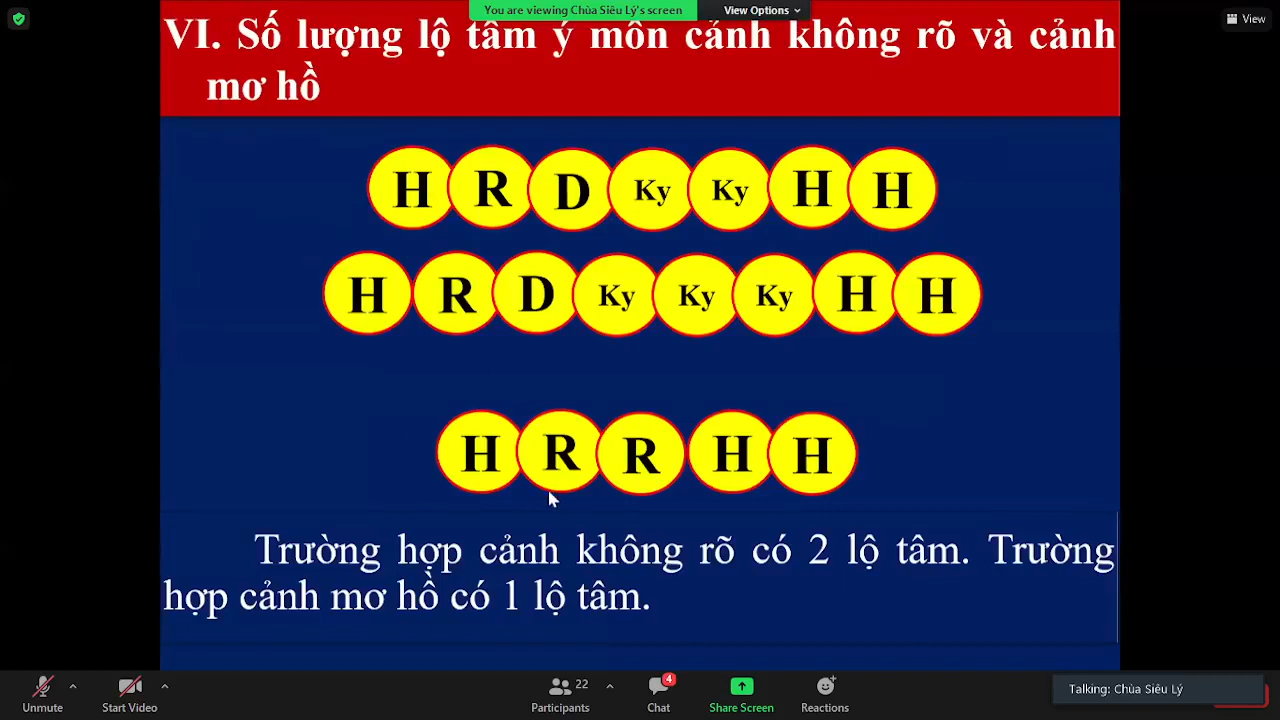 You are viewing Chùa Siêu Lý's screen View Options
View
VI. Số lượng lộ tâm ý môn cảnh không rõ và cảnh
mơ hồ
H R D Ky Ky H H
H R D Ky Ky Ky H H
H R R H H
Trường hợp cảnh không rõ có 2 lộ tâm. Trường
hợp cảnh mơ hồ có 1 lộ tâm.
22 4
Talking: Chùa Siêu Lý
Unmute Start Video Participants Chat Share Screen Reactions